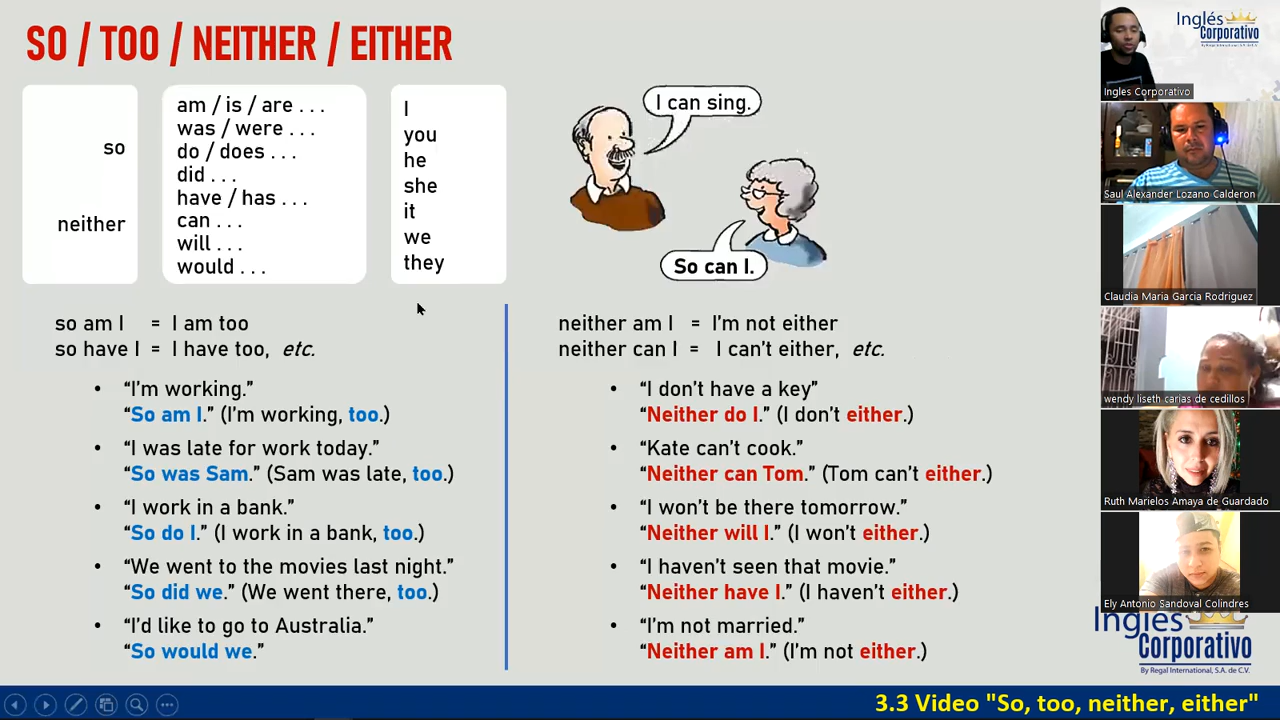 SO / TOO / NEITHER / EITHER
so
neither
am / is / are . . .
was / were . . .
do / does . . .
did . . .
have / has . . .
can . . .
will . . .
would . . .
I
you
he
she
it
we
they
I can sing.
So can I.
so am I = I am too
so have I = I have too, etc.
• “I’m working.”
“So am I.” (I’m working, too.)
• “I was late for work today.”
“So was Sam.” (Sam was late, too.)
• “I work in a bank.”
“So do I.” (I work in a bank, too.)
• “We went to the movies last night.”
“So did we.” (We went there, too.)
• “I’d like to go to Australia.”
“So would we.”
neither am I = I’m not either
neither can I = I can’t either, etc.
• “I don’t have a key”
“Neither do I.” (I don’t either.)
• “Kate can’t cook.”
“Neither can Tom.” (Tom can’t either.)
• “I won’t be there tomorrow.”
“Neither will I.” (I won’t either.)
• “I haven’t seen that movie.”
“Neither have I.” (I haven’t either.)
• “I’m not married.”
“Neither am I.” (I’m not either.)
Inglés
Corporativo
By Regal International, S.A. de C.V.
Ingles Corporativo
Saul Alexander Lozano Calderon
Claudia Maria Garcia Rodriguez
wendy liseth carias de cedillos
Ruth Marielos Amaya de Guardado
Ely Antonio Sandoval Colindres
Inglés
Corporativo
By Regal International, S.A. de C.V.
3.3 Video "So, too, neither, either"